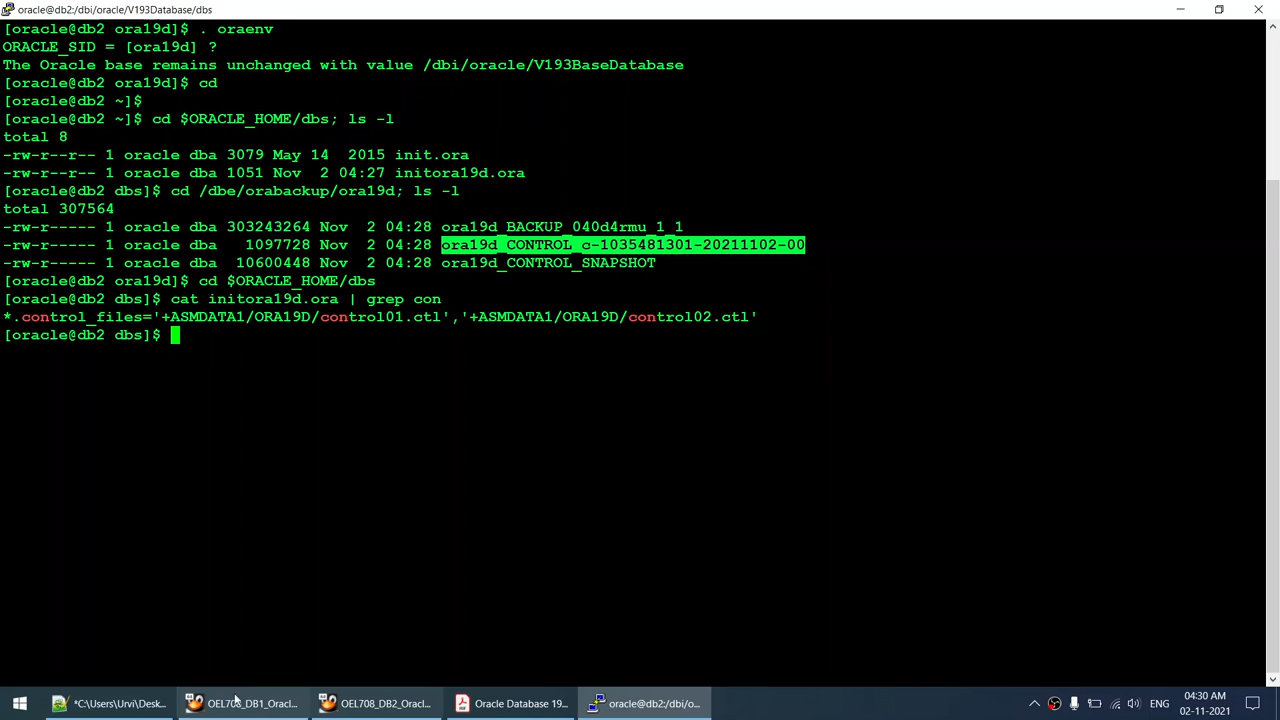 oracle@db2:/dbi/oracle/V193Database/dbs
[oracle@db2 ora19d]$ . oraenv
ORACLE_SID = [ora19d] ?
The Oracle base remains unchanged with value /dbi/oracle/V193BaseDatabase
[oracle@db2 ora19d]$ cd
[oracle@db2 ~]$
[oracle@db2 ~]$ cd $ORACLE_HOME/dbs; ls -l
total 8
-rw-r--r-- 1 oracle dba 3079 May 14  2015 init.ora
-rw-r--r-- 1 oracle dba 1051 Nov  2 04:27 initora19d.ora
[oracle@db2 dbs]$ cd /dbe/orabackup/ora19d; ls -l
total 307564
-rw-r----- 1 oracle dba 303243264 Nov  2 04:28 ora19d_BACKUP_040d4rmu_1_1
-rw-r----- 1 oracle dba   1097728 Nov  2 04:28 ora19d_CONTROL_c-1035481301-20211102-00
-rw-r----- 1 oracle dba  10600448 Nov  2 04:28 ora19d_CONTROL_SNAPSHOT
[oracle@db2 ora19d]$ cd $ORACLE_HOME/dbs
[oracle@db2 dbs]$ cat initora19d.ora | grep con
*.control_files='+ASMDATA1/ORA19D/control01.ctl','+ASMDATA1/ORA19D/control02.ctl'
[oracle@db2 dbs]$
*C:\Users\Urvi\Desk... OEL708_DB1_Oracl... OEL708_DB2_Oracl... Oracle Database 19... oracle@db2:/dbi/o... ENG 04:30 AM
02-11-2021